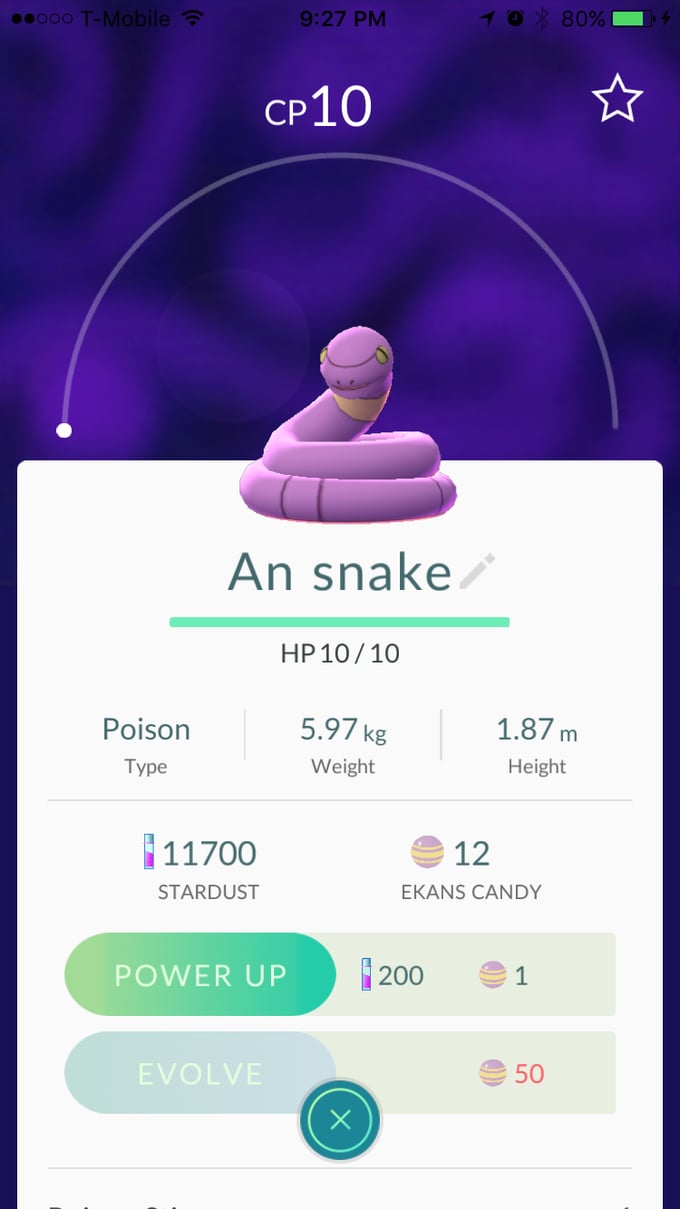 T-Mobile 9:27 PM 80%
CP10
An snake
HP 10 / 10
Poison 5.97 kg 1.87 m
Type Weight Height
11700 12
STARDUST EKANS CANDY
POWER UP 200 1
EVOLVE 50